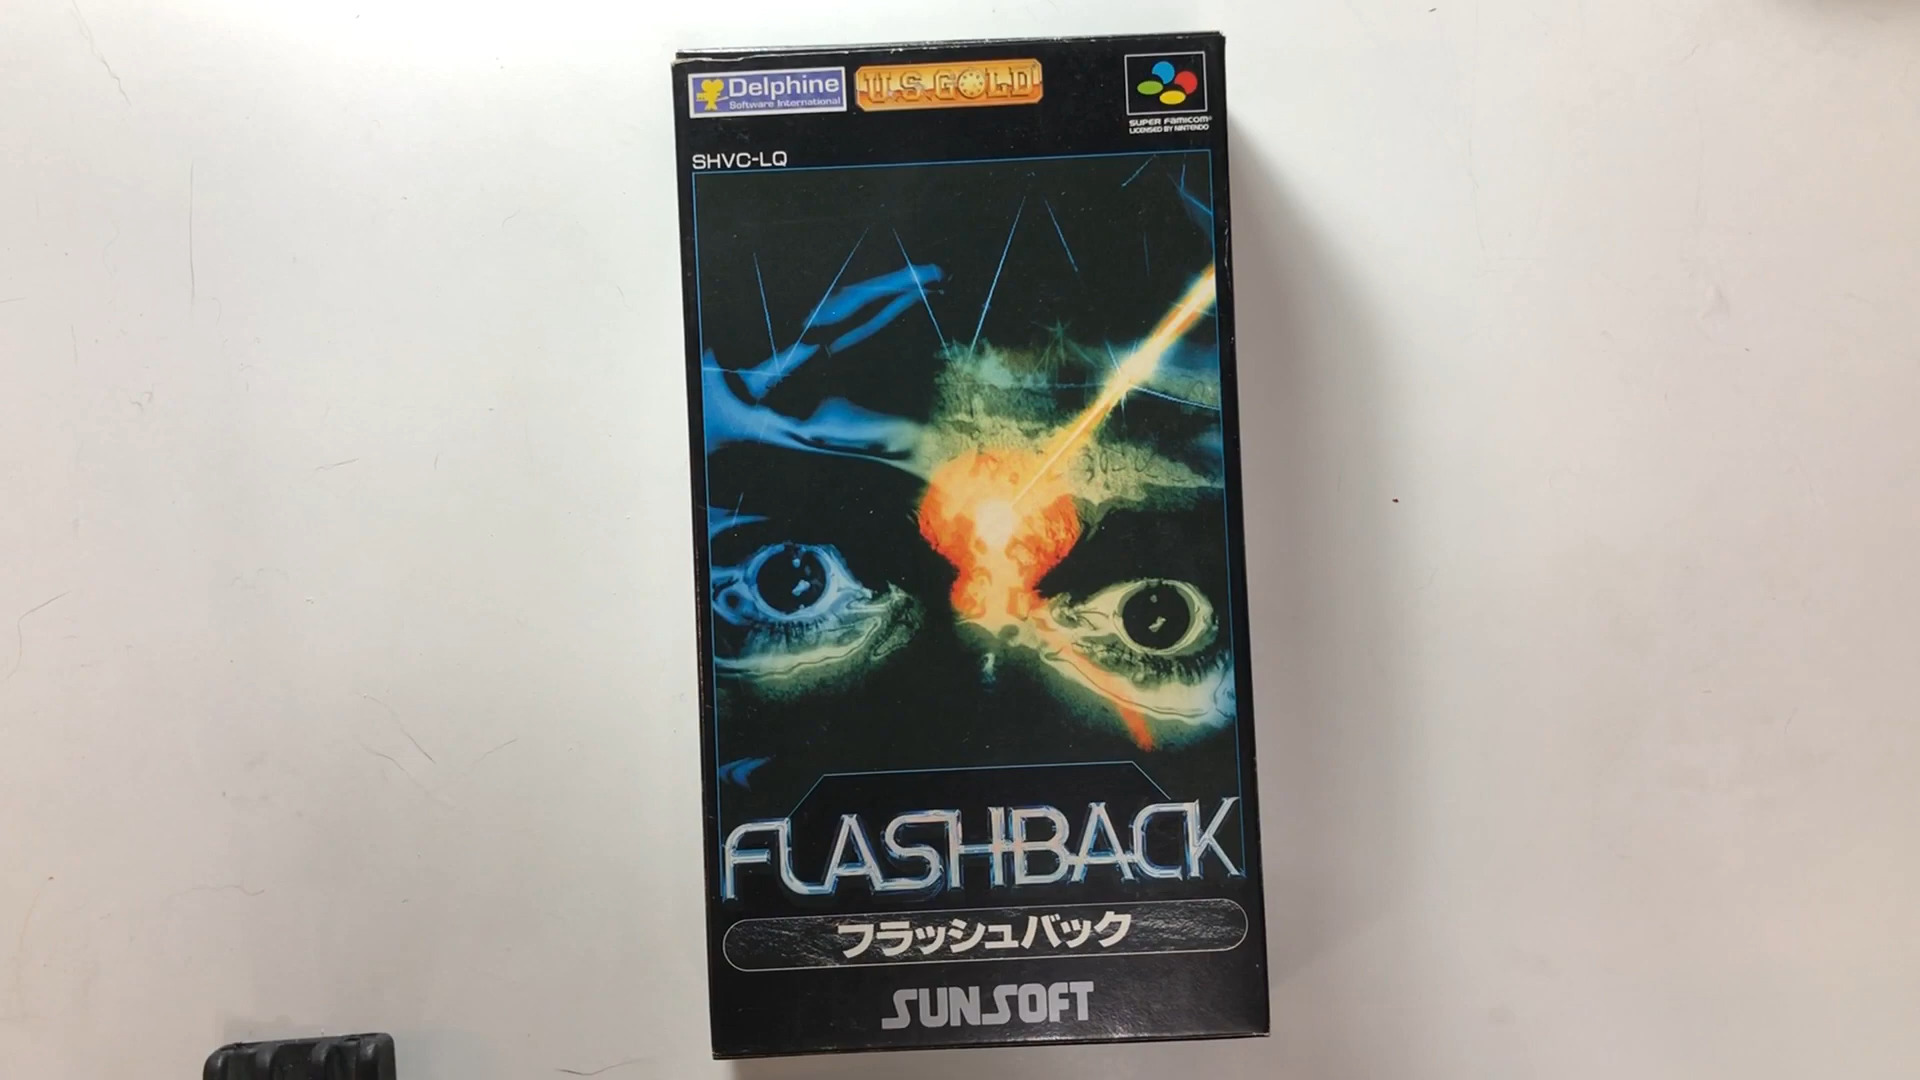 Delphine
Software International
U.S.GOLD
SUPER FAMICOM®
LICENSED BY NINTENDO
SHVC-LQ
FLASHBACK
フラッシュバック
SUNSOFT